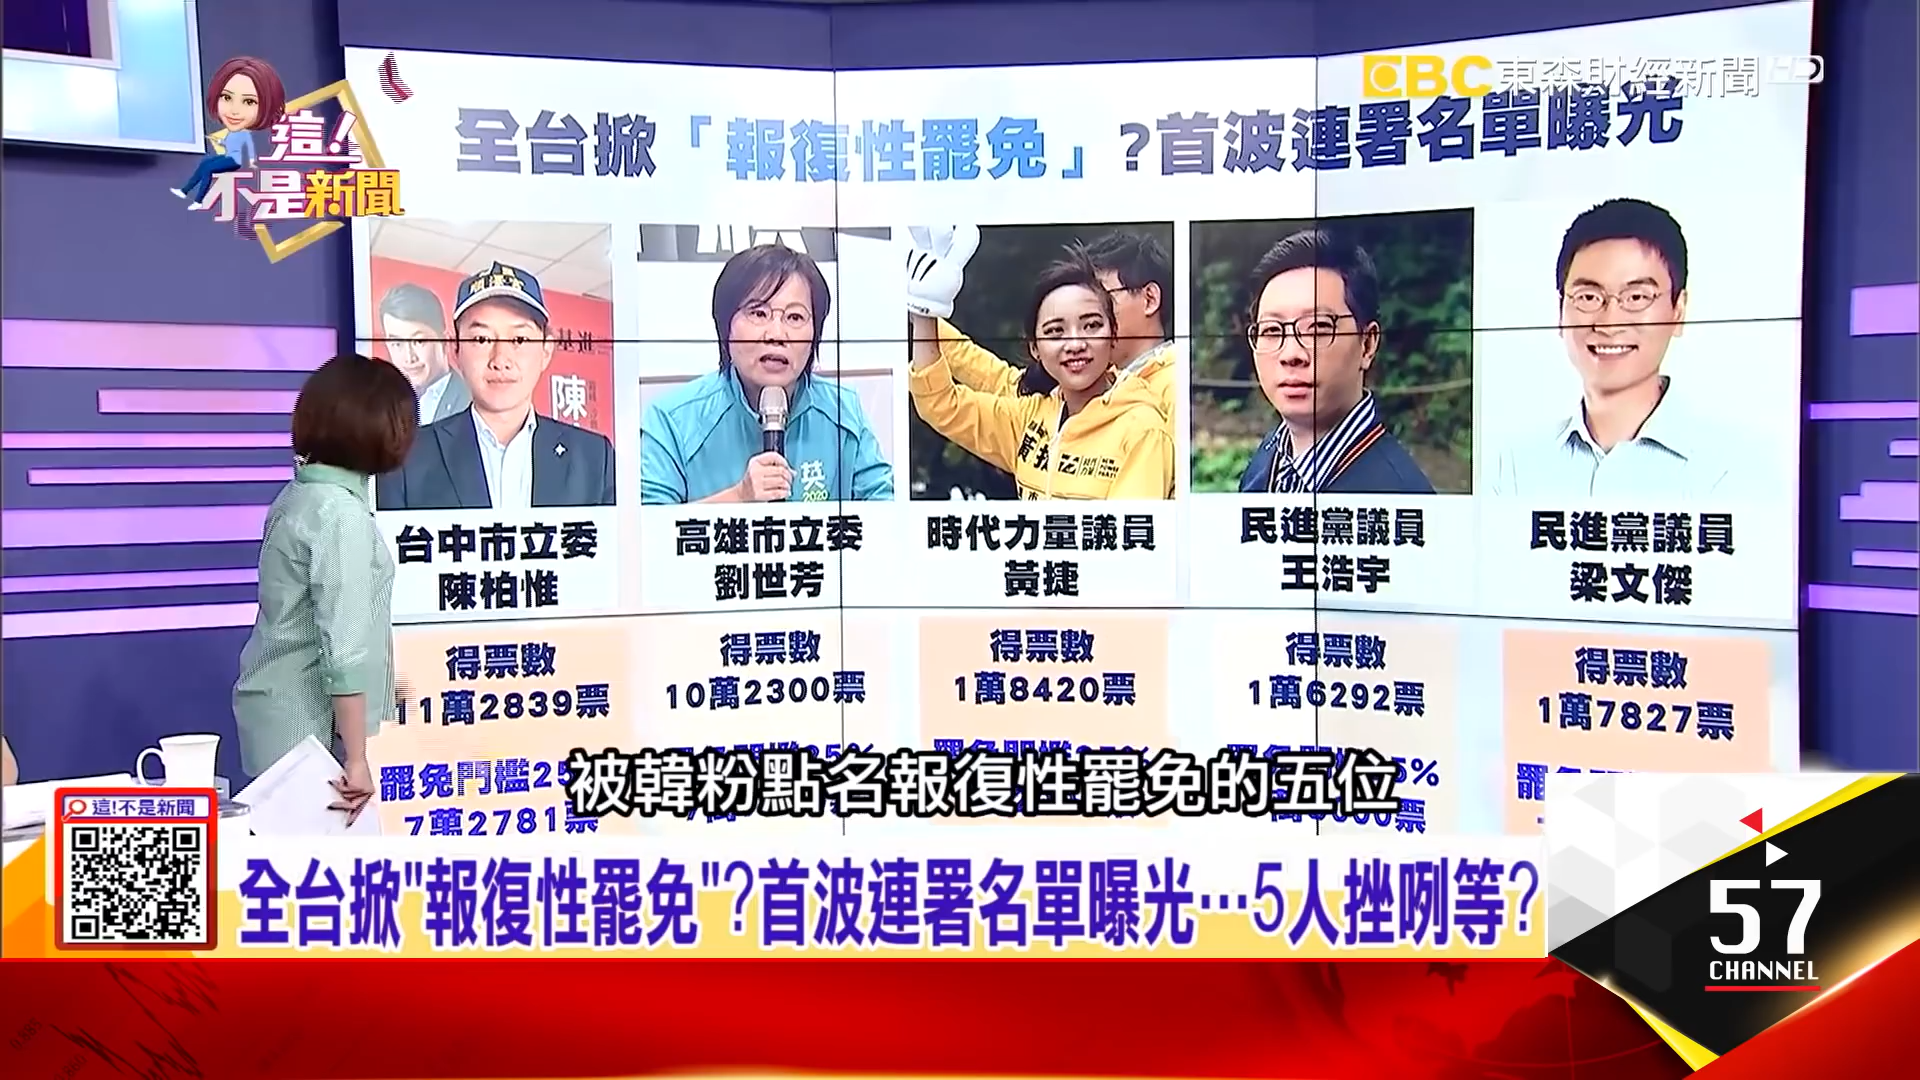 EBC 東森財經新聞 HD
這!
不是新聞
全台掀「報復性罷免」?首波連署名單曝光
陳
英
2020
台中市立委
陳柏惟
高雄市立委
劉世芳
時代力量議員
黃捷
民進黨議員
王浩宇
民進黨議員
梁文傑
得票數
11萬2839票
得票數
10萬2300票
得票數
1萬8420票
得票數
1萬6292票
得票數
1萬7827票
罷免門檻25
7萬2781票
被韓粉點名報復性罷免的五位
這!不是新聞
全台掀"報復性罷免"?首波連署名單曝光…5人挫咧等?
57
CHANNEL